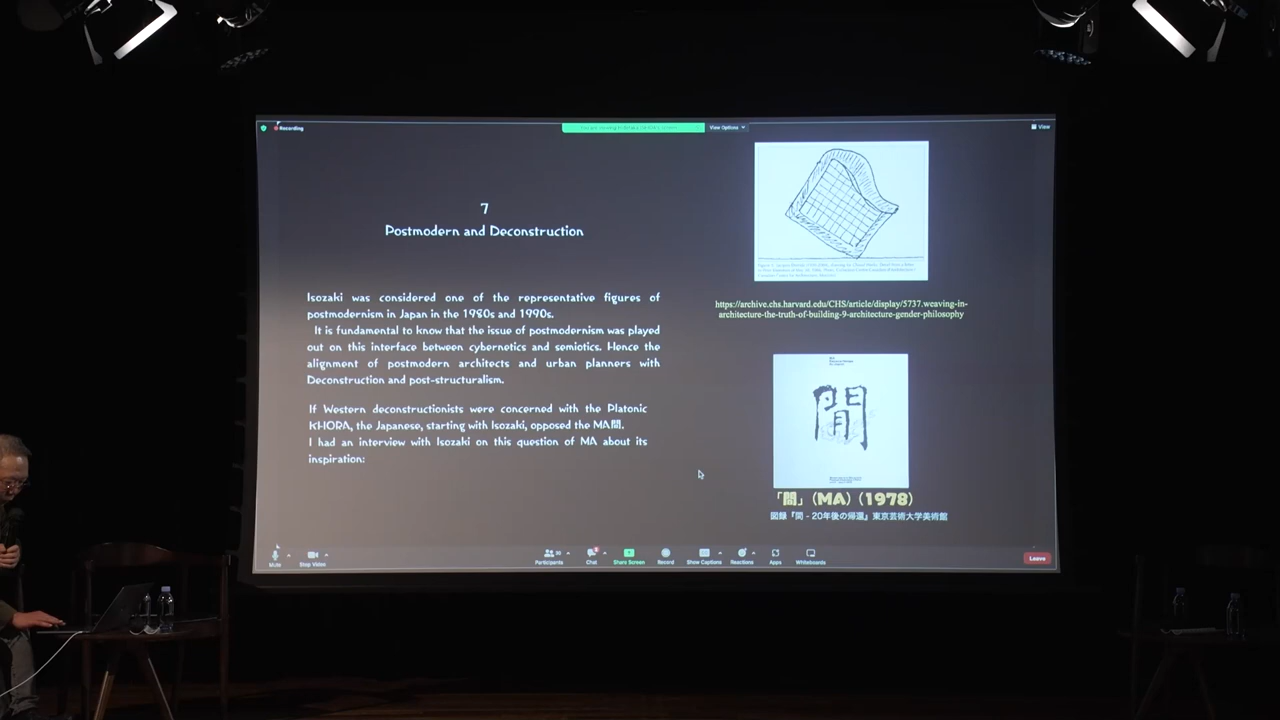 Recording
View Options
View
7
Postmodern and Deconstruction
Isozaki was considered one of the representative figures of
postmodernism in Japan in the 1980s and 1990s.
It is fundamental to know that the issue of postmodernism was played
out on this interface between cybernetics and semiotics. Hence the
alignment of postmodern architects and urban planners with
Deconstruction and post-structuralism.
If Western deconstructionists were concerned with the Platonic
KHORA, the Japanese, starting with Isozaki, opposed the MA間.
I had an interview with Isozaki on this question of MA about its
inspiration:
https://archive.chs.harvard.edu/CHS/article/display/5737.weaving-in-
architecture-the-truth-of-building-9-architecture-gender-philosophy
間
「間」(MA) (1978)
図録『間 - 20年後の帰還』東京芸術大学美術館
Mute
Stop Video
Participants
Chat
Share Screen
Record
Show Captions
Reactions
Apps
Whiteboards
Leave